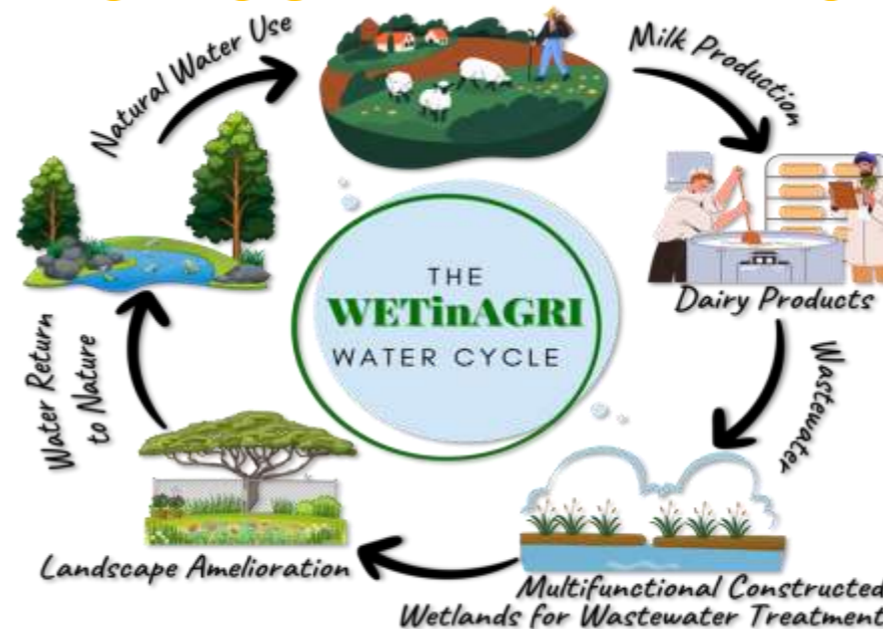 Natural Water Use
Milk Production
THE
WETinAGRI
WATER CYCLE
Dairy Products
Wastewater
Water Return
to Nature
Landscape Amelioration
Multifunctional Constructed
Wetlands for Wastewater Treatment